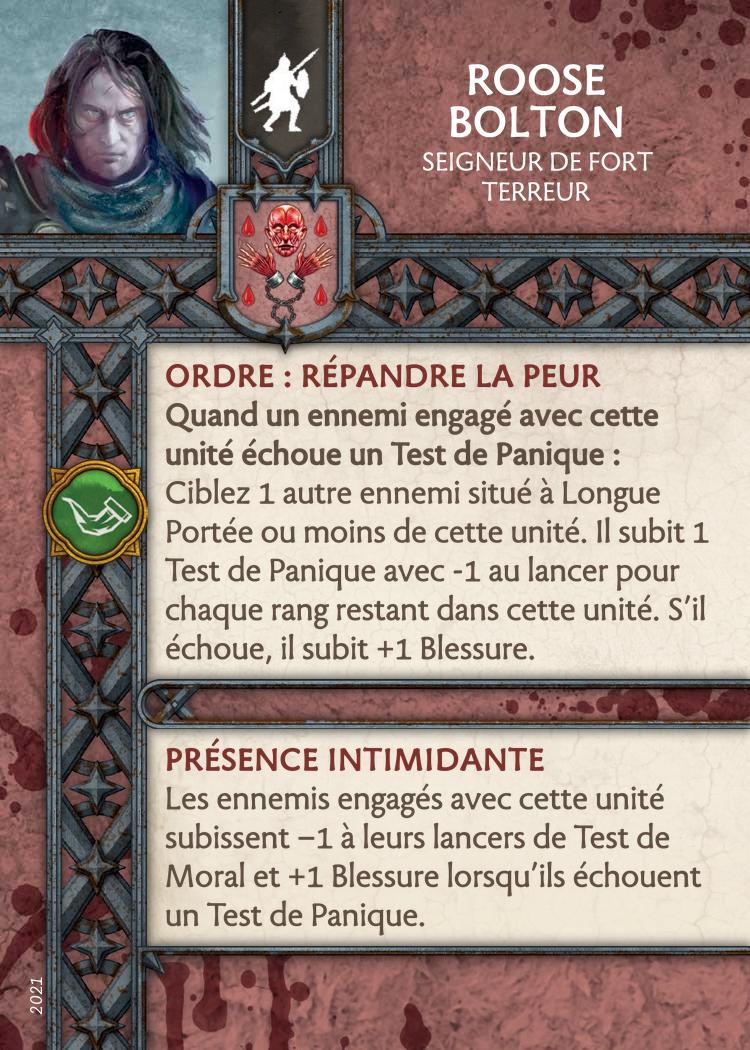 ROOSE
BOLTON
SEIGNEUR DE FORT
TERREUR
ORDRE : RÉPANDRE LA PEUR
Quand un ennemi engagé avec cette
unité échoue un Test de Panique :
Ciblez 1 autre ennemi situé à Longue
Portée ou moins de cette unité. Il subit 1
Test de Panique avec -1 au lancer pour
chaque rang restant dans cette unité. S’il
échoue, il subit +1 Blessure.
PRÉSENCE INTIMIDANTE
Les ennemis engagés avec cette unité
subissent −1 à leurs lancers de Test de
Moral et +1 Blessure lorsqu’ils échouent
un Test de Panique.
2021